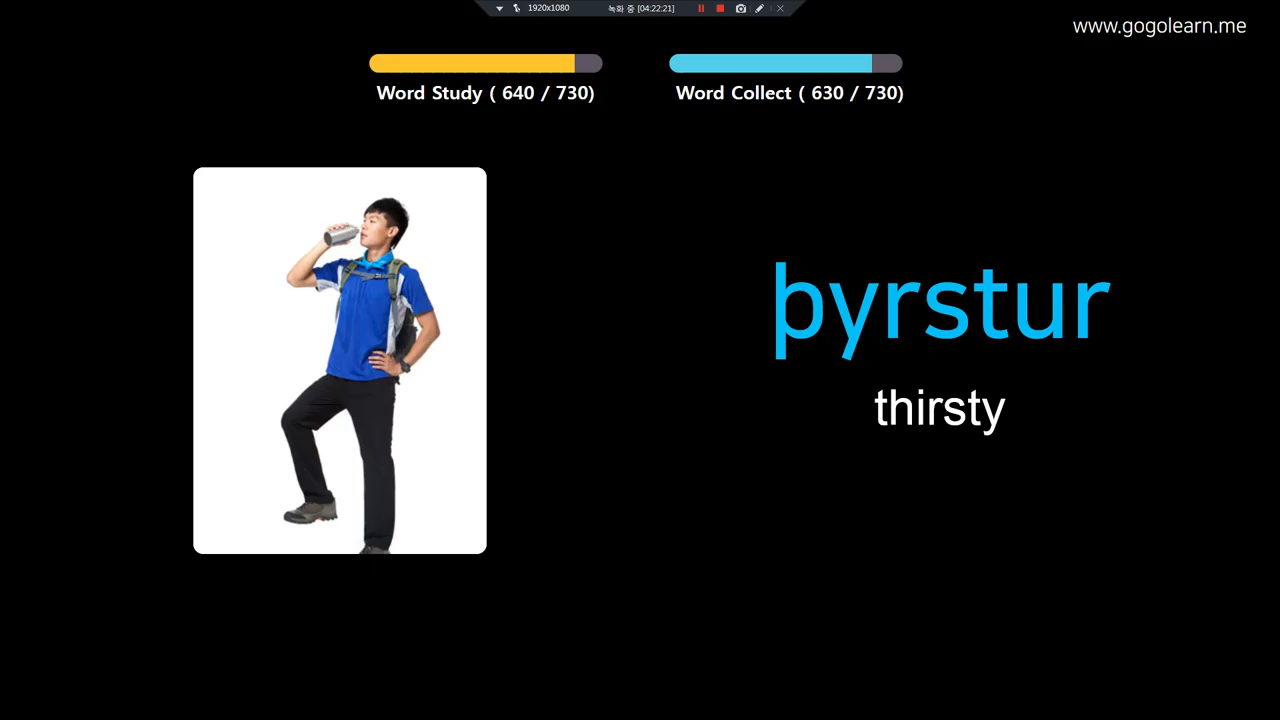 1920x1080 녹화 중 [04:22:21]
www.gogolearn.me
Word Study ( 640 / 730)
Word Collect ( 630 / 730)
þyrstur
thirsty